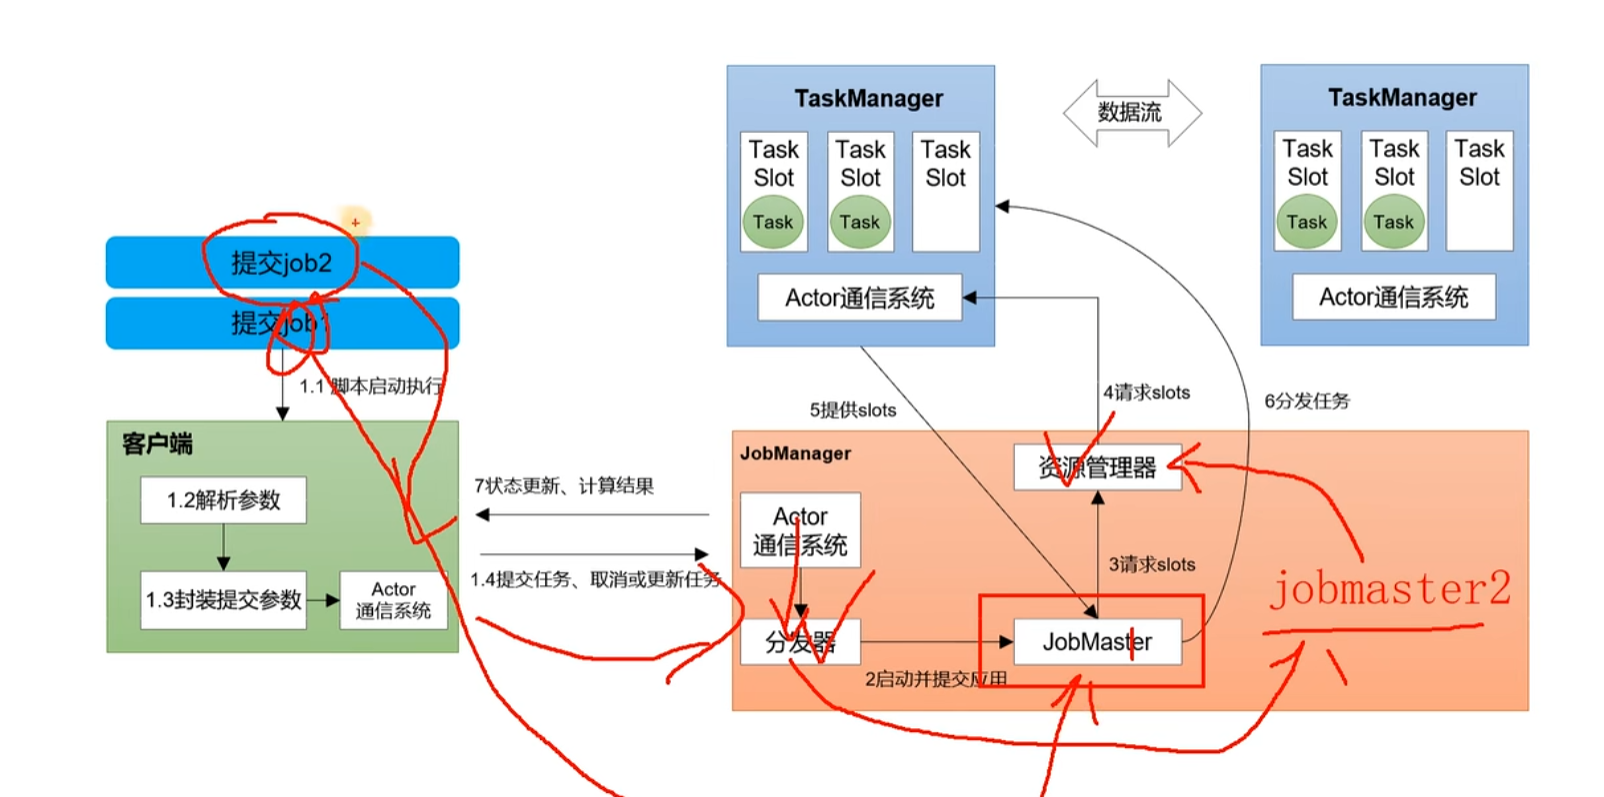 TaskManager
Task
Slot
Task
Task
Slot
Task
Task
Slot
Actor通信系统
数据流
TaskManager
Task
Slot
Task
Task
Slot
Task
Task
Slot
Actor通信系统
提交job2
提交job1
1.1 脚本启动执行
客户端
1.2解析参数
1.3封装提交参数
Actor
通信系统
7状态更新、计算结果
1.4提交任务、取消或更新任务
5提供slots
4请求slots
6分发任务
JobManager
资源管理器
Actor
通信系统
3请求slots
jobmaster2
分发器
JobMaster
2启动并提交应用